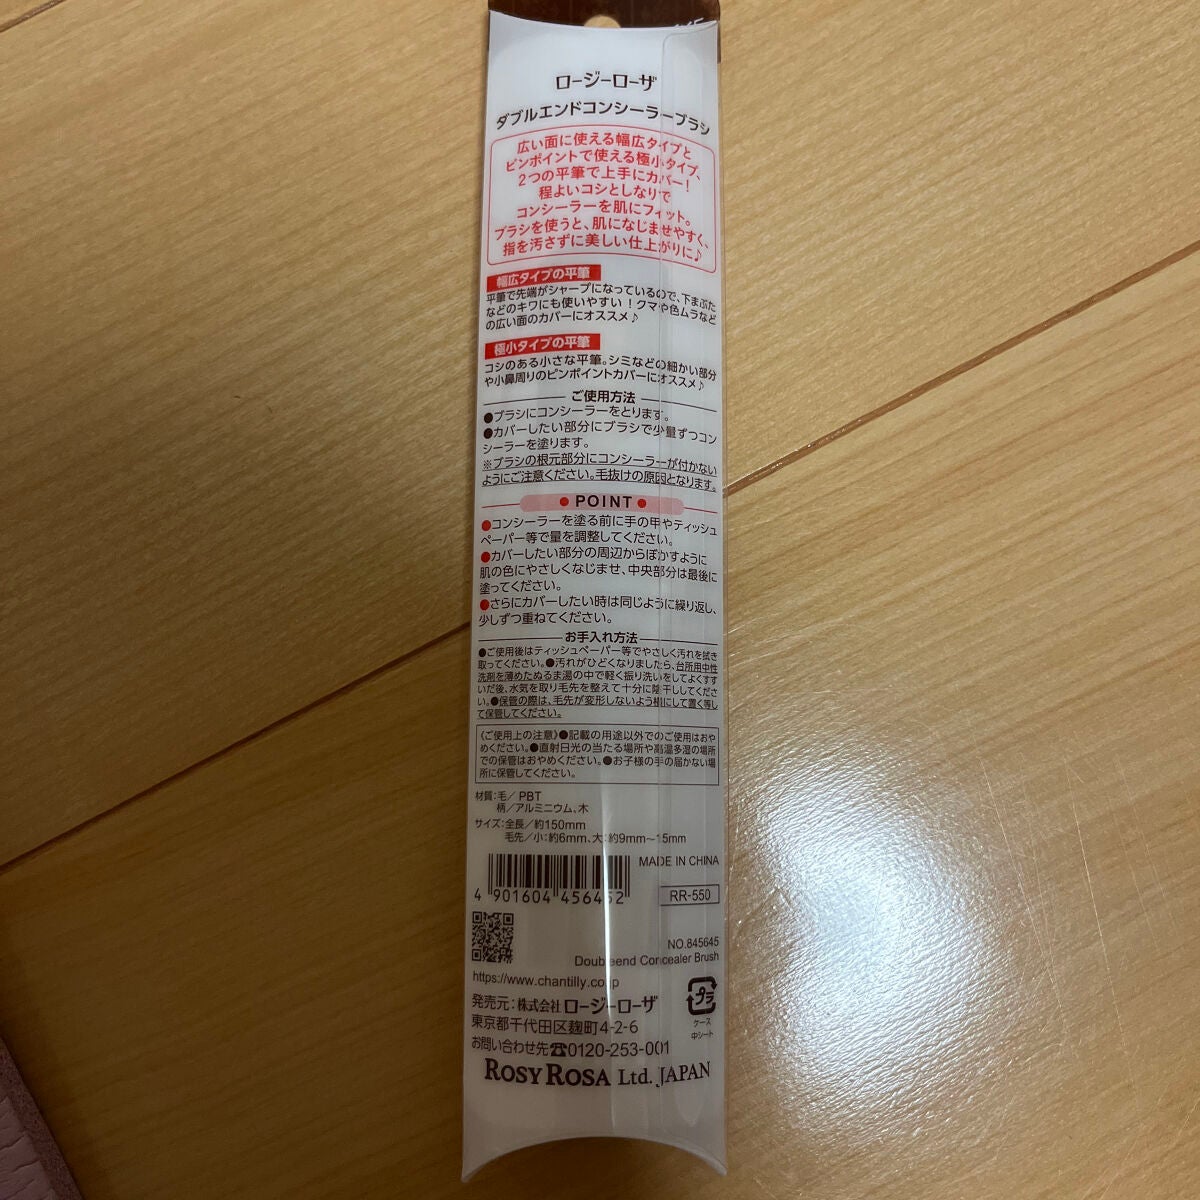 ロージーローザ
ダブルエンドコンシーラーブラシ
広い面に使える幅広タイプと
ピンポイントで使える極小タイプ、
2つの平筆で上手にカバー!
程よいコシとしなりで
コンシーラーを肌にフィット。
ブラシを使うと、肌になじませやすく、
指を汚さずに美しい仕上がりに♪
幅広タイプの平筆
平筆で先端がシャープになっているので、下まぶた
などのキワにも使いやすい!クマや色ムラなど
の広い面のカバーにオススメ♪
極小タイプの平筆
コシのある小さな平筆。シミなどの細かい部分
や小鼻周りのピンポイントカバーにオススメ♪
ご使用方法
●ブラシにコンシーラーをとります。
●カバーしたい部分にブラシで少量ずつコン
シーラーを塗ります。
※ブラシの根元部分にコンシーラーが付かない
ようにご注意ください。毛抜けの原因となります。
● POINT ●
●コンシーラーを塗る前に手の甲やティッシュ
ペーパー等で量を調整してください。
●カバーしたい部分の周辺からぼかすように
肌の色にやさしくなじませ、中央部分は最後に
塗ってください。
●さらにカバーしたい時は同じように繰り返し、
少しずつ重ねてください。
お手入れ方法
●ご使用後はティッシュペーパー等でやさしく汚れを拭き
取ってください。●汚れがひどくなりましたら、台所用中性
洗剤を薄めたぬるま湯の中で軽く振り洗いをしてよくすす
いだ後、水気を取り毛先を整えて十分に陰干ししてくださ
い。●保管の際は、毛先が変形しないよう横にして置く等し
て保管してください。
〈ご使用上の注意〉●記載の用途以外でのご使用はおや
めください。●直射日光の当たる場所や高温多湿の場所
での保管はおやめください。●お子様の手の届かない場
所に保管してください。
材質:毛/PBT
柄/アルミニウム、木
サイズ:全長/約150mm
毛先/小:約6mm、大:約9mm〜15mm
MADE IN CHINA
4 901604 456452
RR-550
NO.845645
Doubleend Concealer Brush
https://www.chantilly.co.jp
プラ
ケース
中シート
発売元:株式会社ロージーローザ
東京都千代田区麹町4-2-6
お問い合わせ先☎0120-253-001
ROSY ROSA Ltd. JAPAN